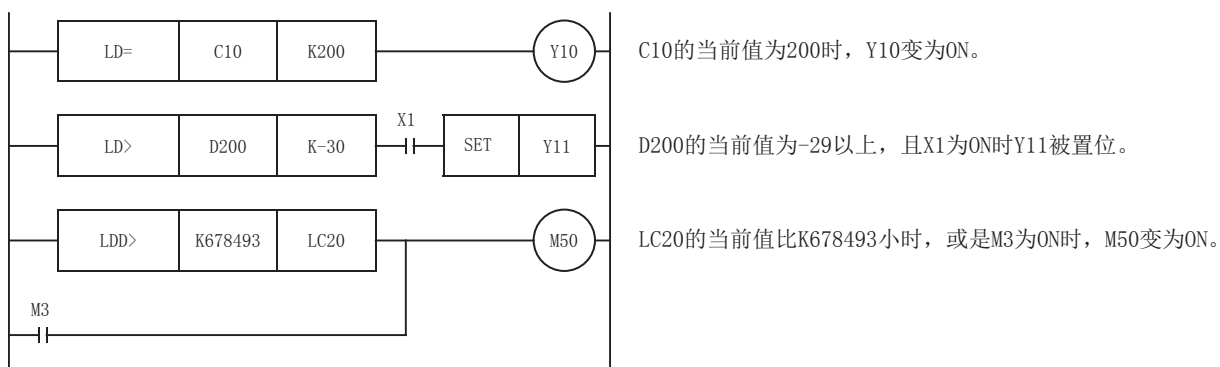 LD= C10 K200 Y10 C10的当前值为200时，Y10变为ON。
X1
LD> D200 K-30 SET Y11 D200的当前值为-29以上，且X1为ON时Y11被置位。
LDD> K678493 LC20 M50 LC20的当前值比K678493小时，或是M3为ON时，M50变为ON。
M3